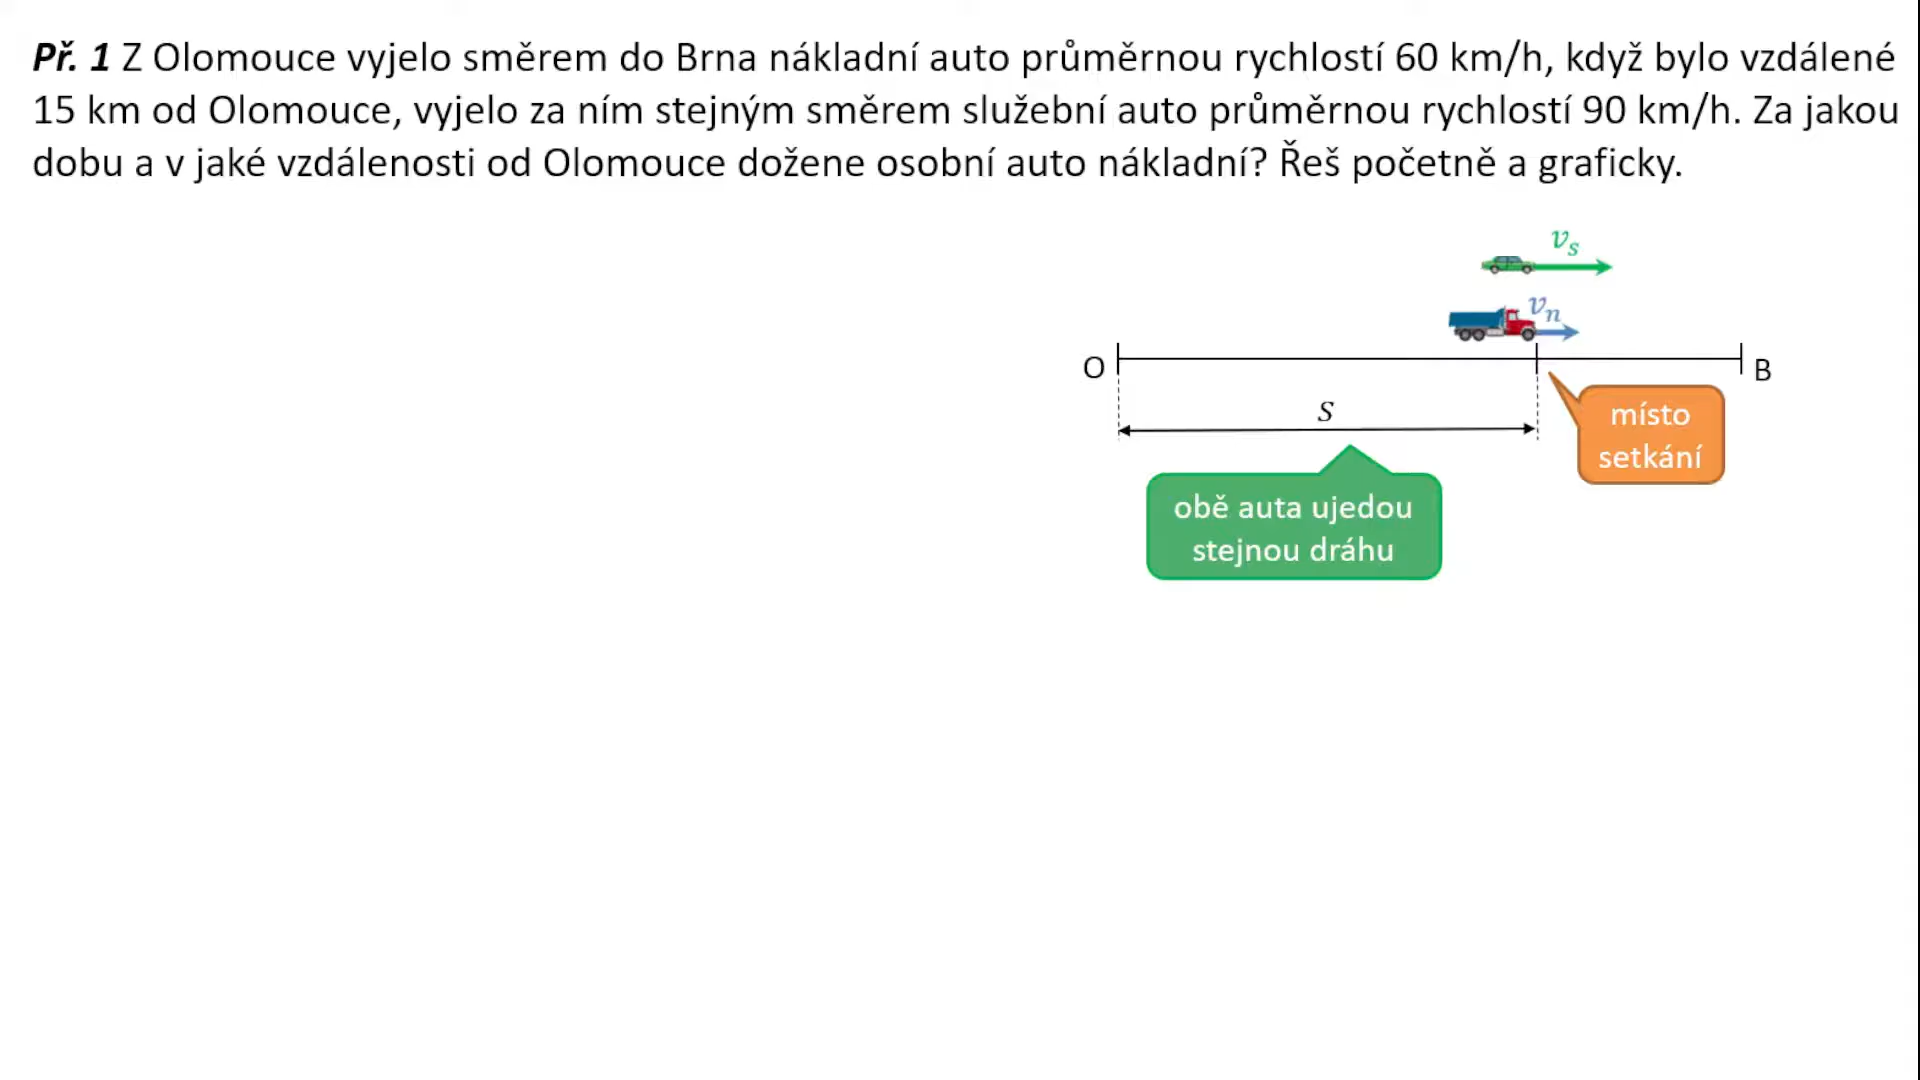 Př. 1 Z Olomouce vyjelo směrem do Brna nákladní auto průměrnou rychlostí 60 km/h, když bylo vzdálené
15 km od Olomouce, vyjelo za ním stejným směrem služební auto průměrnou rychlostí 90 km/h. Za jakou
dobu a v jaké vzdálenosti od Olomouce dožene osobní auto nákladní? Řeš početně a graficky.
v_s
v_n
O
B
s
místo
setkání
obě auta ujedou
stejnou dráhu